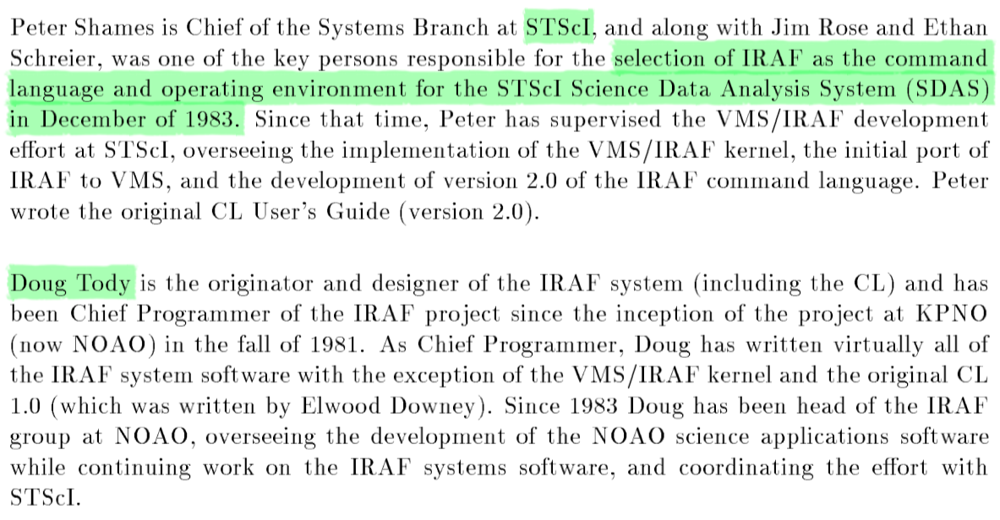 Peter Shames is Chief of the Systems Branch at STScI, and along with Jim Rose and Ethan
Schreier, was one of the key persons responsible for the selection of IRAF as the command
language and operating environment for the STScI Science Data Analysis System (SDAS)
in December of 1983. Since that time, Peter has supervised the VMS/IRAF development
effort at STScI, overseeing the implementation of the VMS/IRAF kernel, the initial port of
IRAF to VMS, and the development of version 2.0 of the IRAF command language. Peter
wrote the original CL User's Guide (version 2.0).
Doug Tody is the originator and designer of the IRAF system (including the CL) and has
been Chief Programmer of the IRAF project since the inception of the project at KPNO
(now NOAO) in the fall of 1981. As Chief Programmer, Doug has written virtually all of
the IRAF system software with the exception of the VMS/IRAF kernel and the original CL
1.0 (which was written by Elwood Downey). Since 1983 Doug has been head of the IRAF
group at NOAO, overseeing the development of the NOAO science applications software
while continuing work on the IRAF systems software, and coordinating the effort with
STScI.